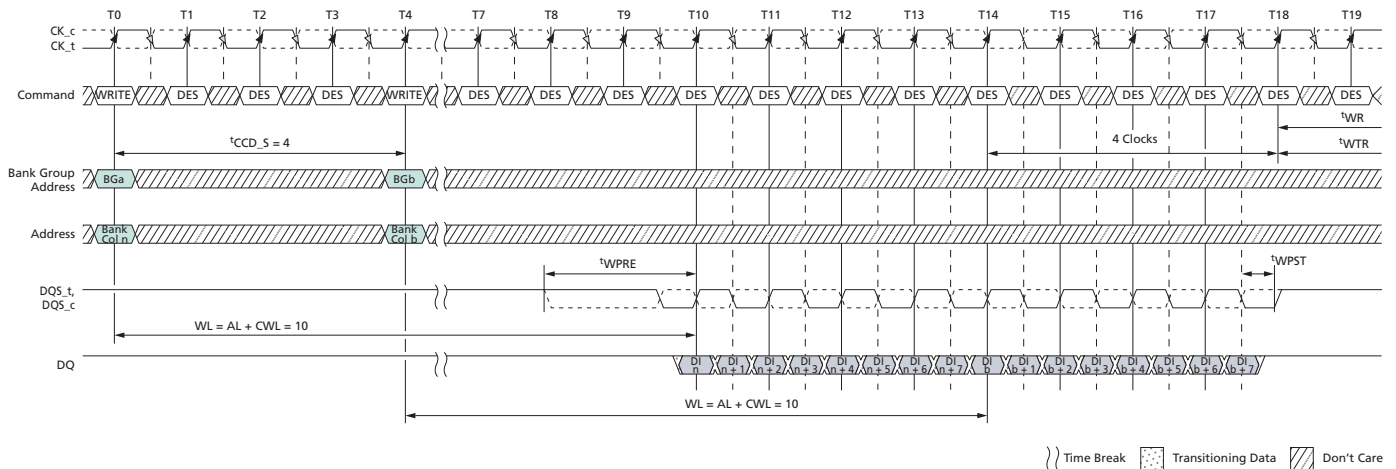 T0 T1 T2 T3 T4 T7 T8 T9 T10 T11 T12 T13 T14 T15 T16 T17 T18 T19
CK_c
CK_t
Command WRITE DES DES DES WRITE DES DES DES DES DES DES DES DES DES DES DES DES DES
tWR
tCCD_S = 4 4 Clocks tWTR
Bank Group
Address BGa BGb
Address Bank Col n Bank Col b
tWPRE tWPST
DQS_t,
DQS_c
WL = AL + CWL = 10
DQ DI n DI n + 1 DI n + 2 DI n + 3 DI n + 4 DI n + 5 DI n + 6 DI n + 7 DI b DI b + 1 DI b + 2 DI b + 3 DI b + 4 DI b + 5 DI b + 6 DI b + 7
WL = AL + CWL = 10
Time Break Transitioning Data Don't Care